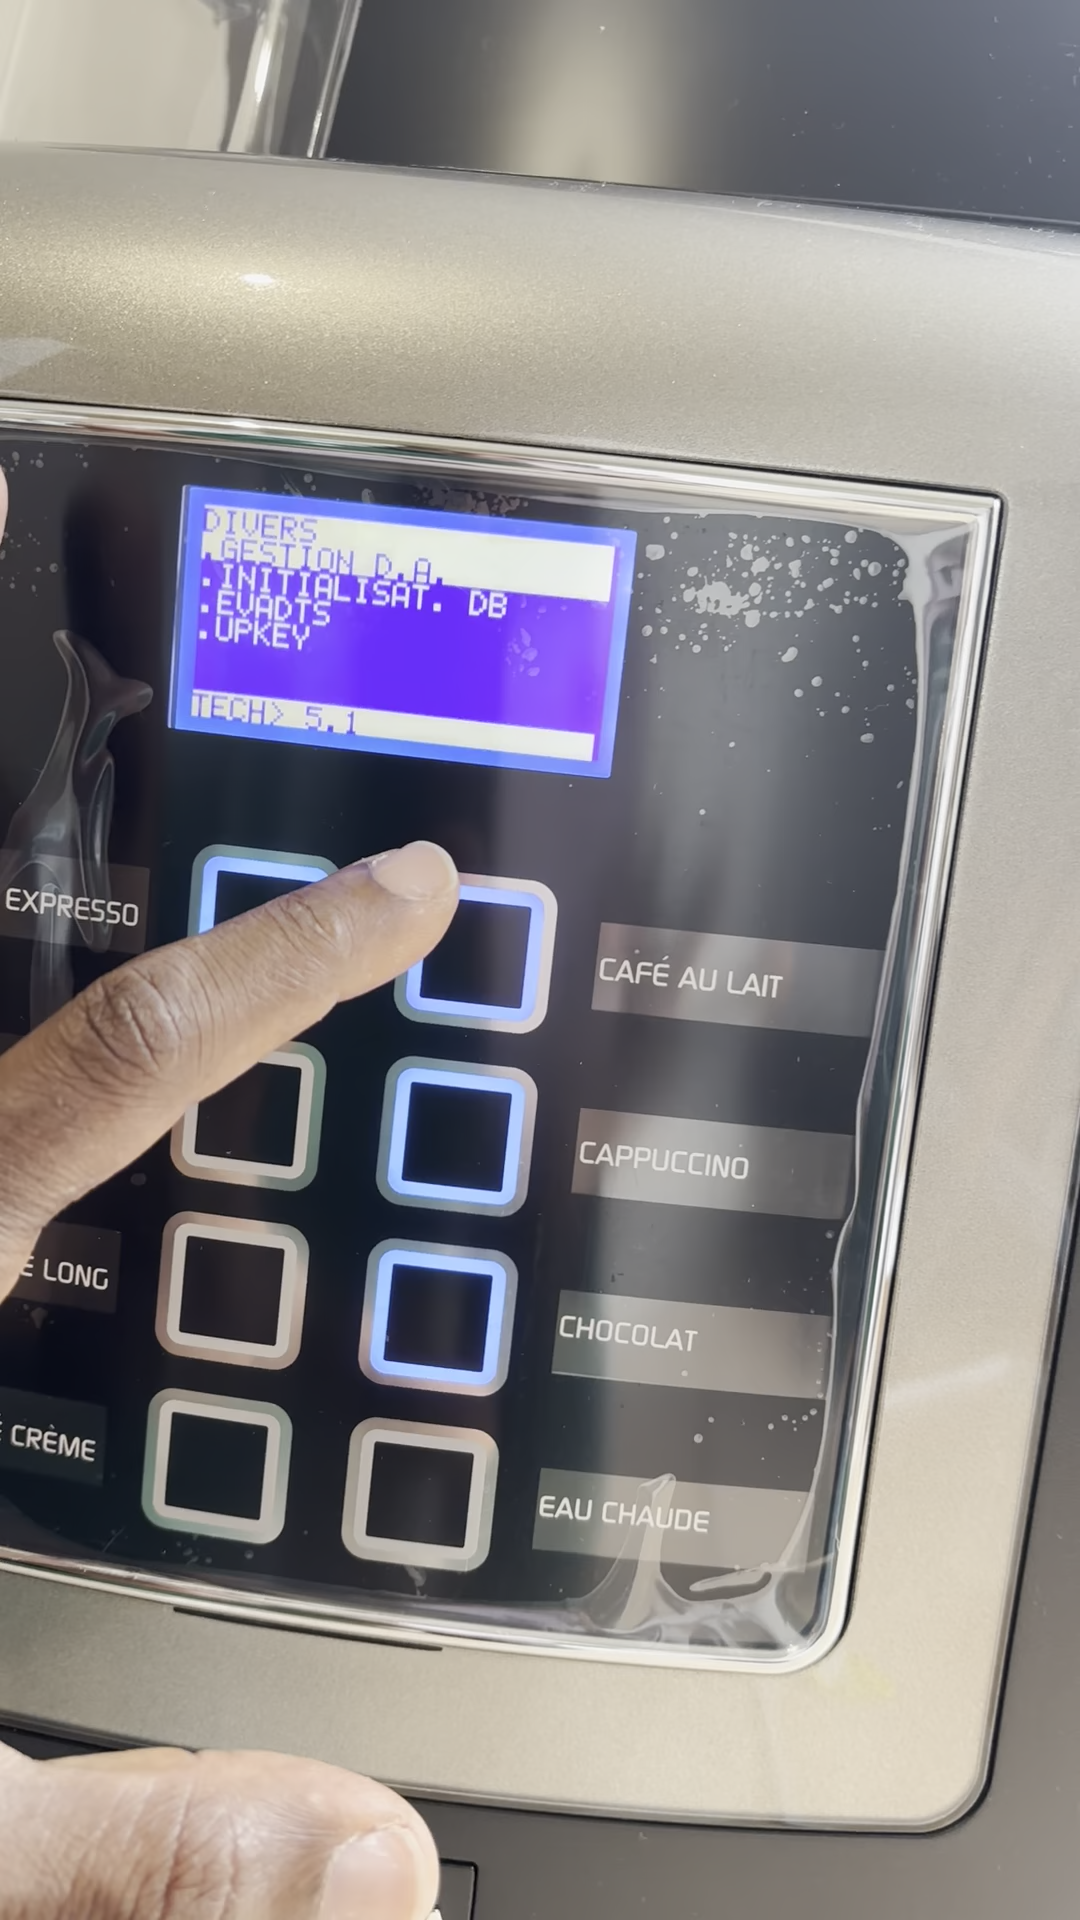 DIVERS
.GESTION D.A.
.INITIALISAT. DB
.EVADTS
.UPKEY
TECH> 5.1
EXPRESSO
CAFÉ AU LAIT
CAPPUCCINO
LONG
CHOCOLAT
CRÈME
EAU CHAUDE